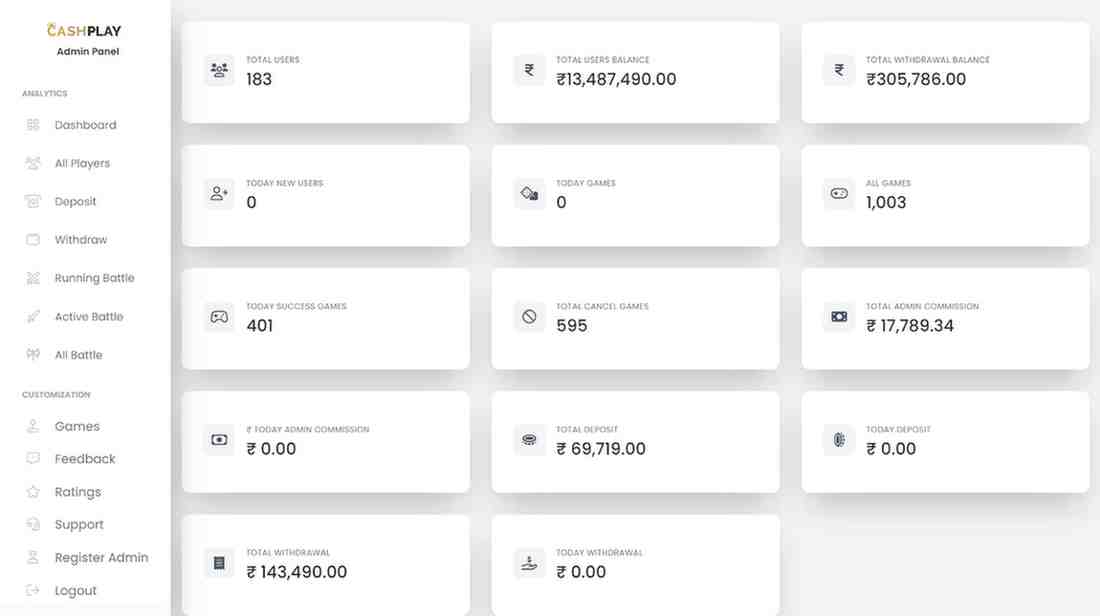 CASHPLAY
Admin Panel
ANALYTICS
Dashboard
All Players
Deposit
Withdraw
Running Battle
Active Battle
All Battle
CUSTOMIZATION
Games
Feedback
Ratings
Support
Register Admin
Logout
TOTAL USERS
183
TOTAL USERS BALANCE
₹13,487,490.00
TOTAL WITHDRAWAL BALANCE
₹305,786.00
TODAY NEW USERS
0
TODAY GAMES
0
ALL GAMES
1,003
TODAY SUCCESS GAMES
401
TOTAL CANCEL GAMES
595
TOTAL ADMIN COMMISSION
₹ 17,789.34
₹ TODAY ADMIN COMMISSION
₹ 0.00
TOTAL DEPOSIT
₹ 69,719.00
TODAY DEPOSIT
₹ 0.00
TOTAL WITHDRAWAL
₹ 143,490.00
TODAY WITHDRAWAL
₹ 0.00